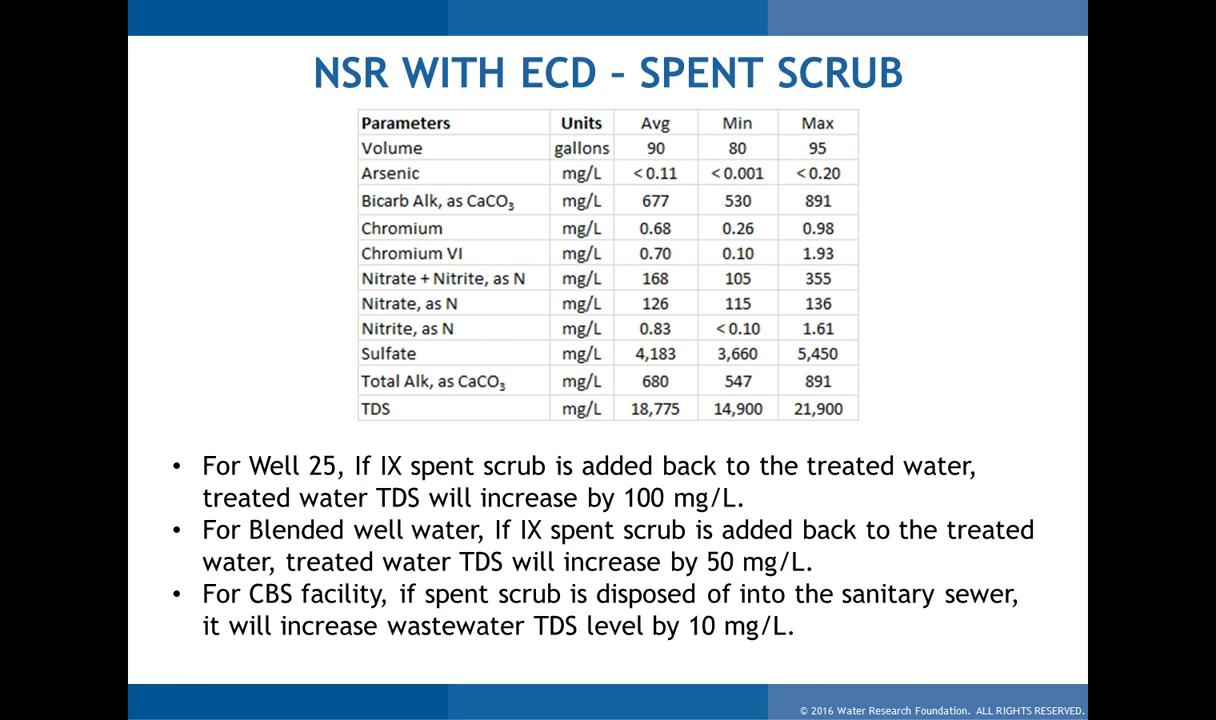 NSR WITH ECD – SPENT SCRUB
Parameters Units Avg Min Max
Volume gallons 90 80 95
Arsenic mg/L <0.11 <0.001 <0.20
Bicarb Alk, as CaCO₃ mg/L 677 530 891
Chromium mg/L 0.68 0.26 0.98
Chromium VI mg/L 0.70 0.10 1.93
Nitrate + Nitrite, as N mg/L 168 105 355
Nitrate, as N mg/L 126 115 136
Nitrite, as N mg/L 0.83 <0.10 1.61
Sulfate mg/L 4,183 3,660 5,450
Total Alk, as CaCO₃ mg/L 680 547 891
TDS mg/L 18,775 14,900 21,900
• For Well 25, If IX spent scrub is added back to the treated water,
treated water TDS will increase by 100 mg/L.
• For Blended well water, If IX spent scrub is added back to the treated
water, treated water TDS will increase by 50 mg/L.
• For CBS facility, if spent scrub is disposed of into the sanitary sewer,
it will increase wastewater TDS level by 10 mg/L.
© 2016 Water Research Foundation. ALL RIGHTS RESERVED.